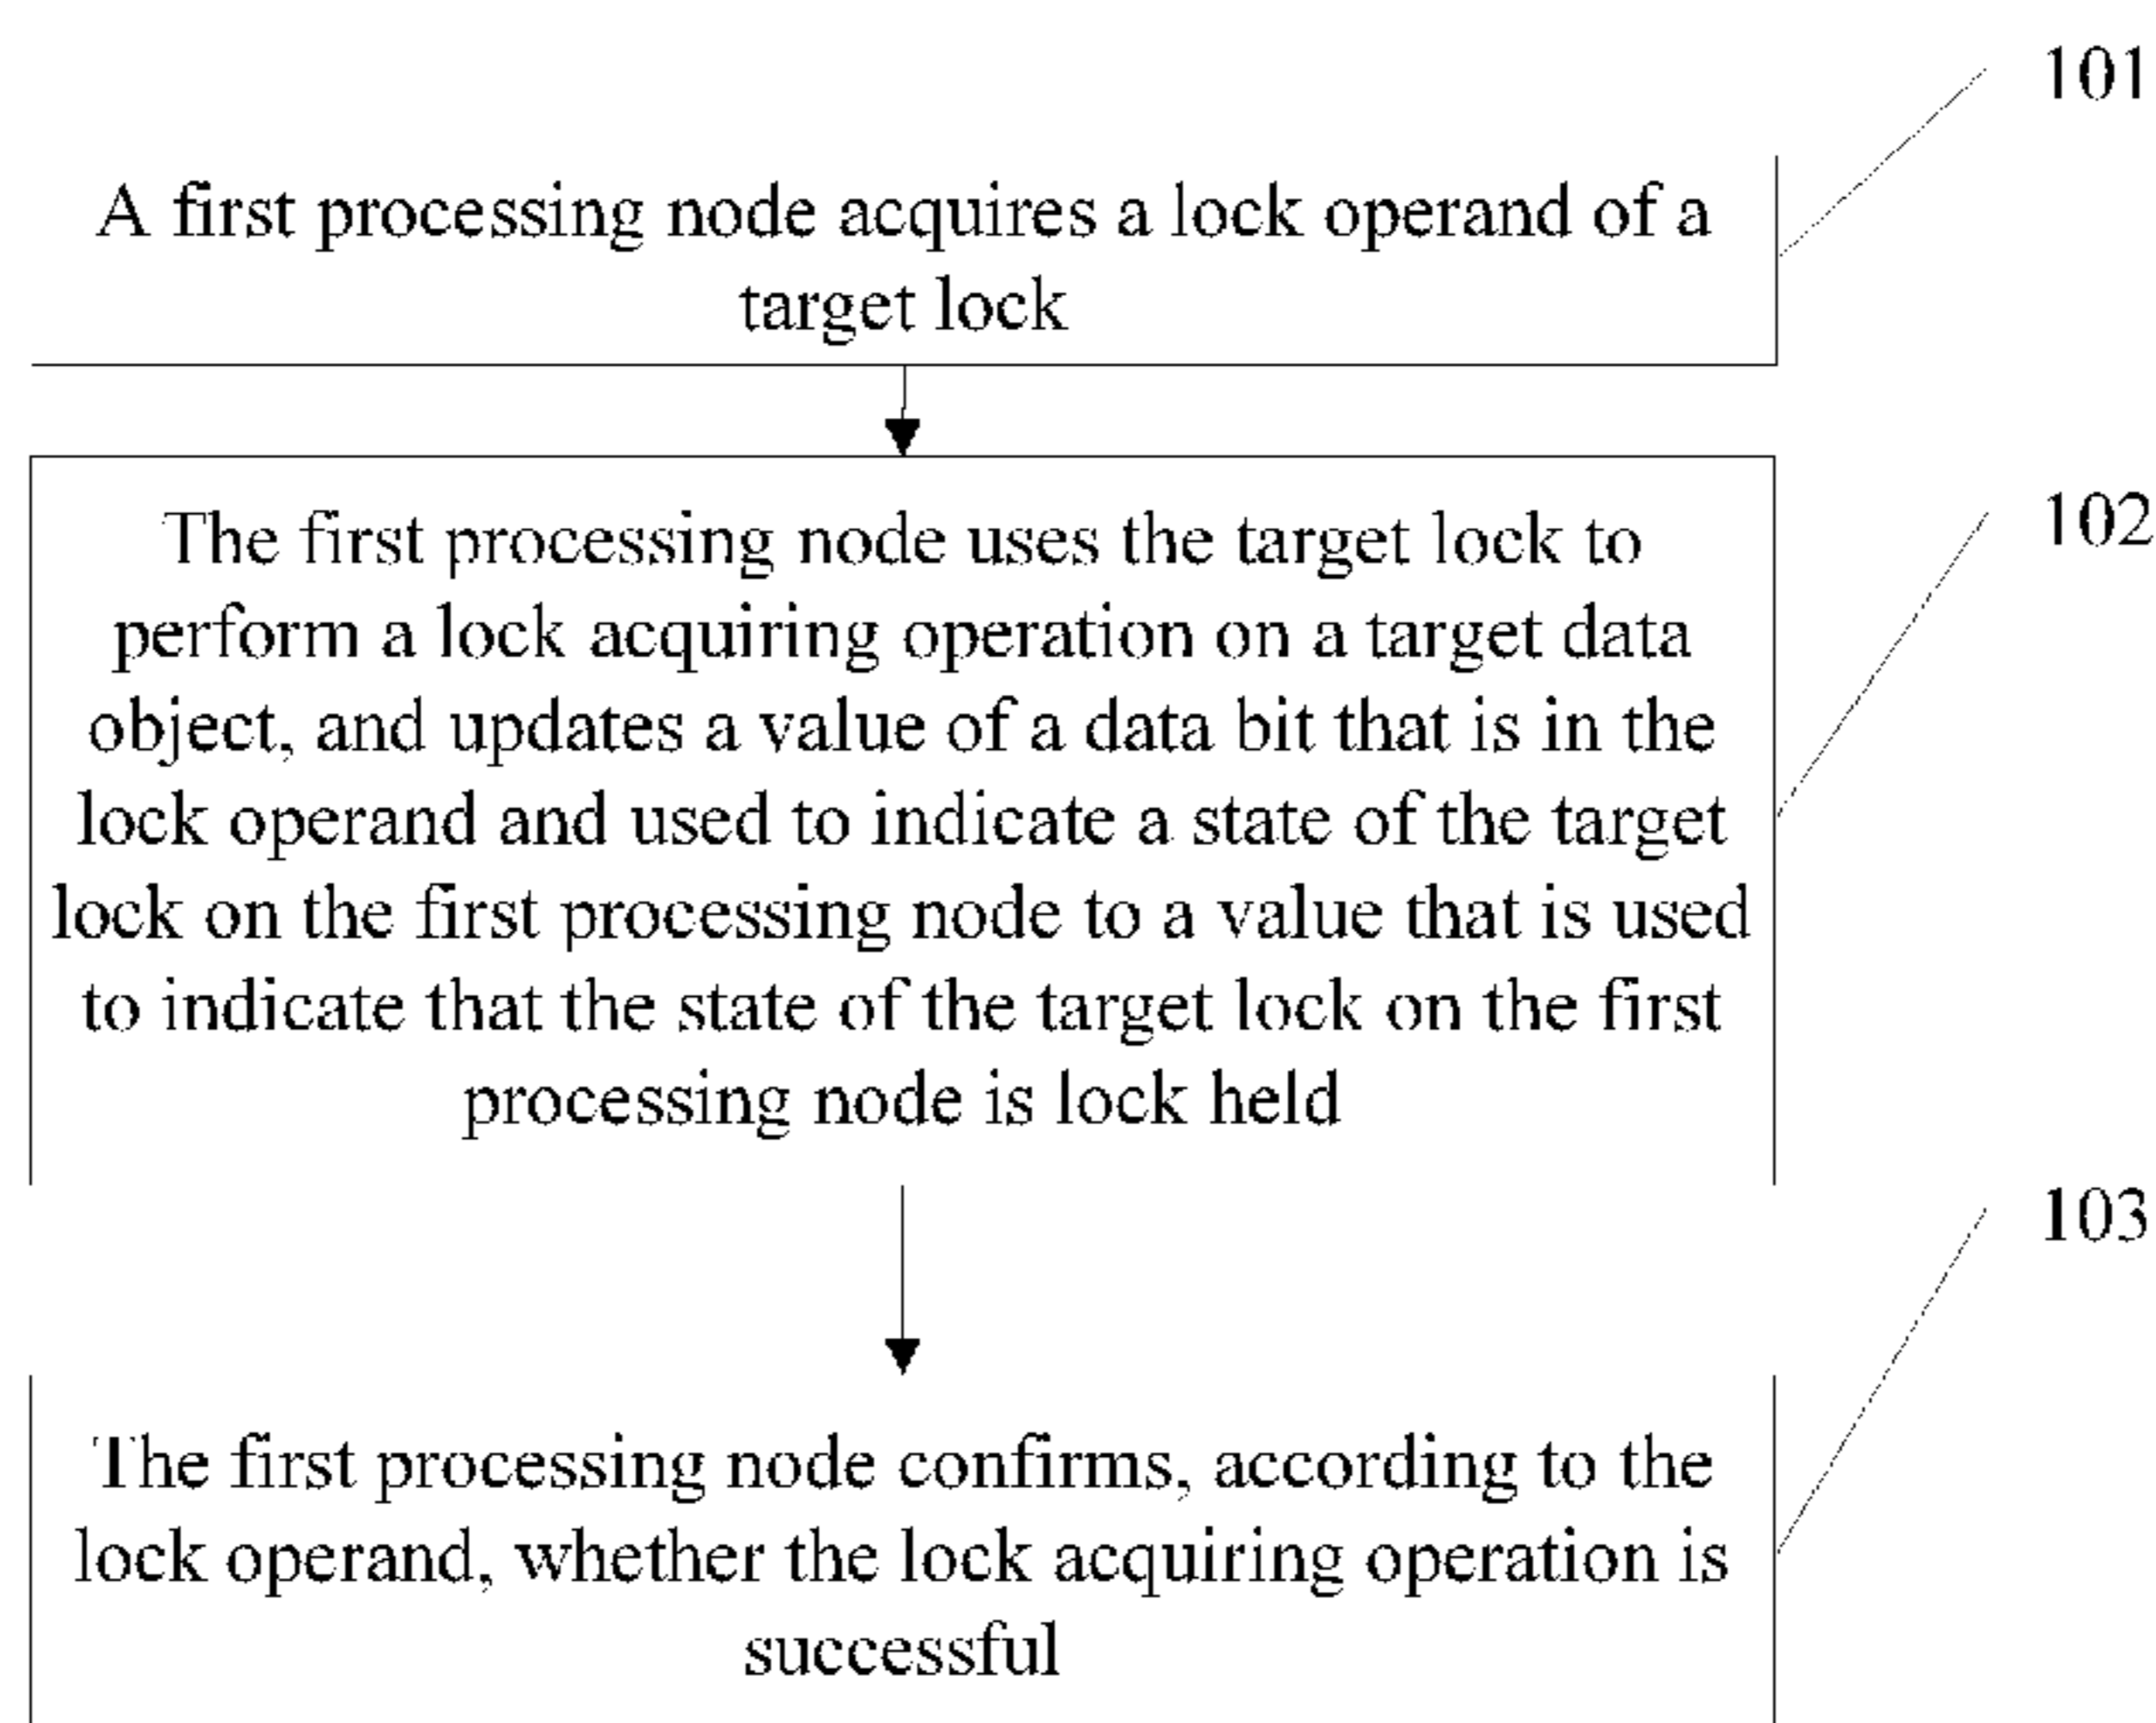 101
A first processing node acquires a lock operand of a
target lock
102
The first processing node uses the target lock to
perform a lock acquiring operation on a target data
object, and updates a value of a data bit that is in the
lock operand and used to indicate a state of the target
lock on the first processing node to a value that is used
to indicate that the state of the target lock on the first
processing node is lock held
103
The first processing node confirms, according to the
lock operand, whether the lock acquiring operation is
successful